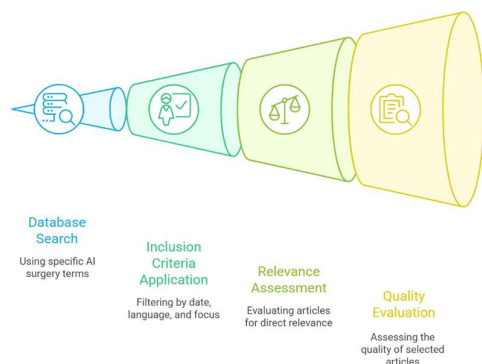 Database
Search
Using specific AI
surgery terms
Inclusion
Criteria
Application
Filtering by date,
language, and focus
Relevance
Assessment
Evaluating articles
for direct relevance
Quality
Evaluation
Assessing the
quality of selected
articles